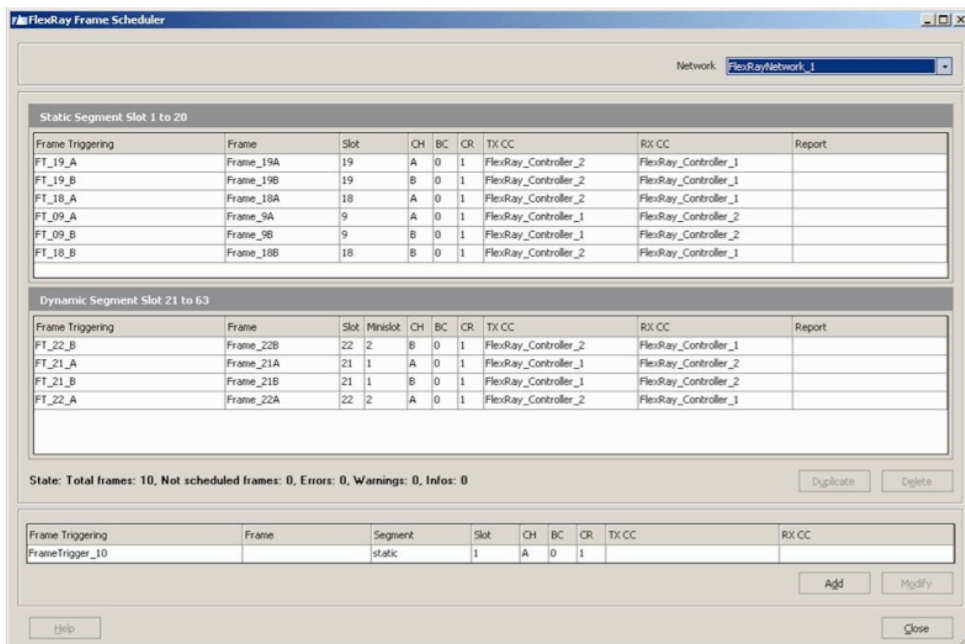 FlexRay Frame Scheduler
Network FlexRayNetwork_1
Static Segment Slot 1 to 20
Frame Triggering Frame Slot CH BC CR TX CC RX CC Report
FT_19_A Frame_19A 19 A 0 1 FlexRay_Controller_2 FlexRay_Controller_1
FT_19_B Frame_19B 19 B 0 1 FlexRay_Controller_2 FlexRay_Controller_1
FT_18_A Frame_18A 18 A 0 1 FlexRay_Controller_2 FlexRay_Controller_1
FT_09_A Frame_9A 9 A 0 1 FlexRay_Controller_1 FlexRay_Controller_2
FT_09_B Frame_9B 9 B 0 1 FlexRay_Controller_1 FlexRay_Controller_2
FT_18_B Frame_18B 18 B 0 1 FlexRay_Controller_2 FlexRay_Controller_1
Dynamic Segment Slot 21 to 63
Frame Triggering Frame Slot Minislot CH BC CR TX CC RX CC Report
FT_22_B Frame_22B 22 2 B 0 1 FlexRay_Controller_2 FlexRay_Controller_1
FT_21_A Frame_21A 21 1 A 0 1 FlexRay_Controller_1 FlexRay_Controller_2
FT_21_B Frame_21B 21 1 B 0 1 FlexRay_Controller_1 FlexRay_Controller_2
FT_22_A Frame_22A 22 2 A 0 1 FlexRay_Controller_2 FlexRay_Controller_1
State: Total frames: 10, Not scheduled frames: 0, Errors: 0, Warnings: 0, Infos: 0
Duplicate Delete
Frame Triggering Frame Segment Slot CH BC CR TX CC RX CC
FrameTrigger_10 static 1 A 0 1
Add Modify
Help Close